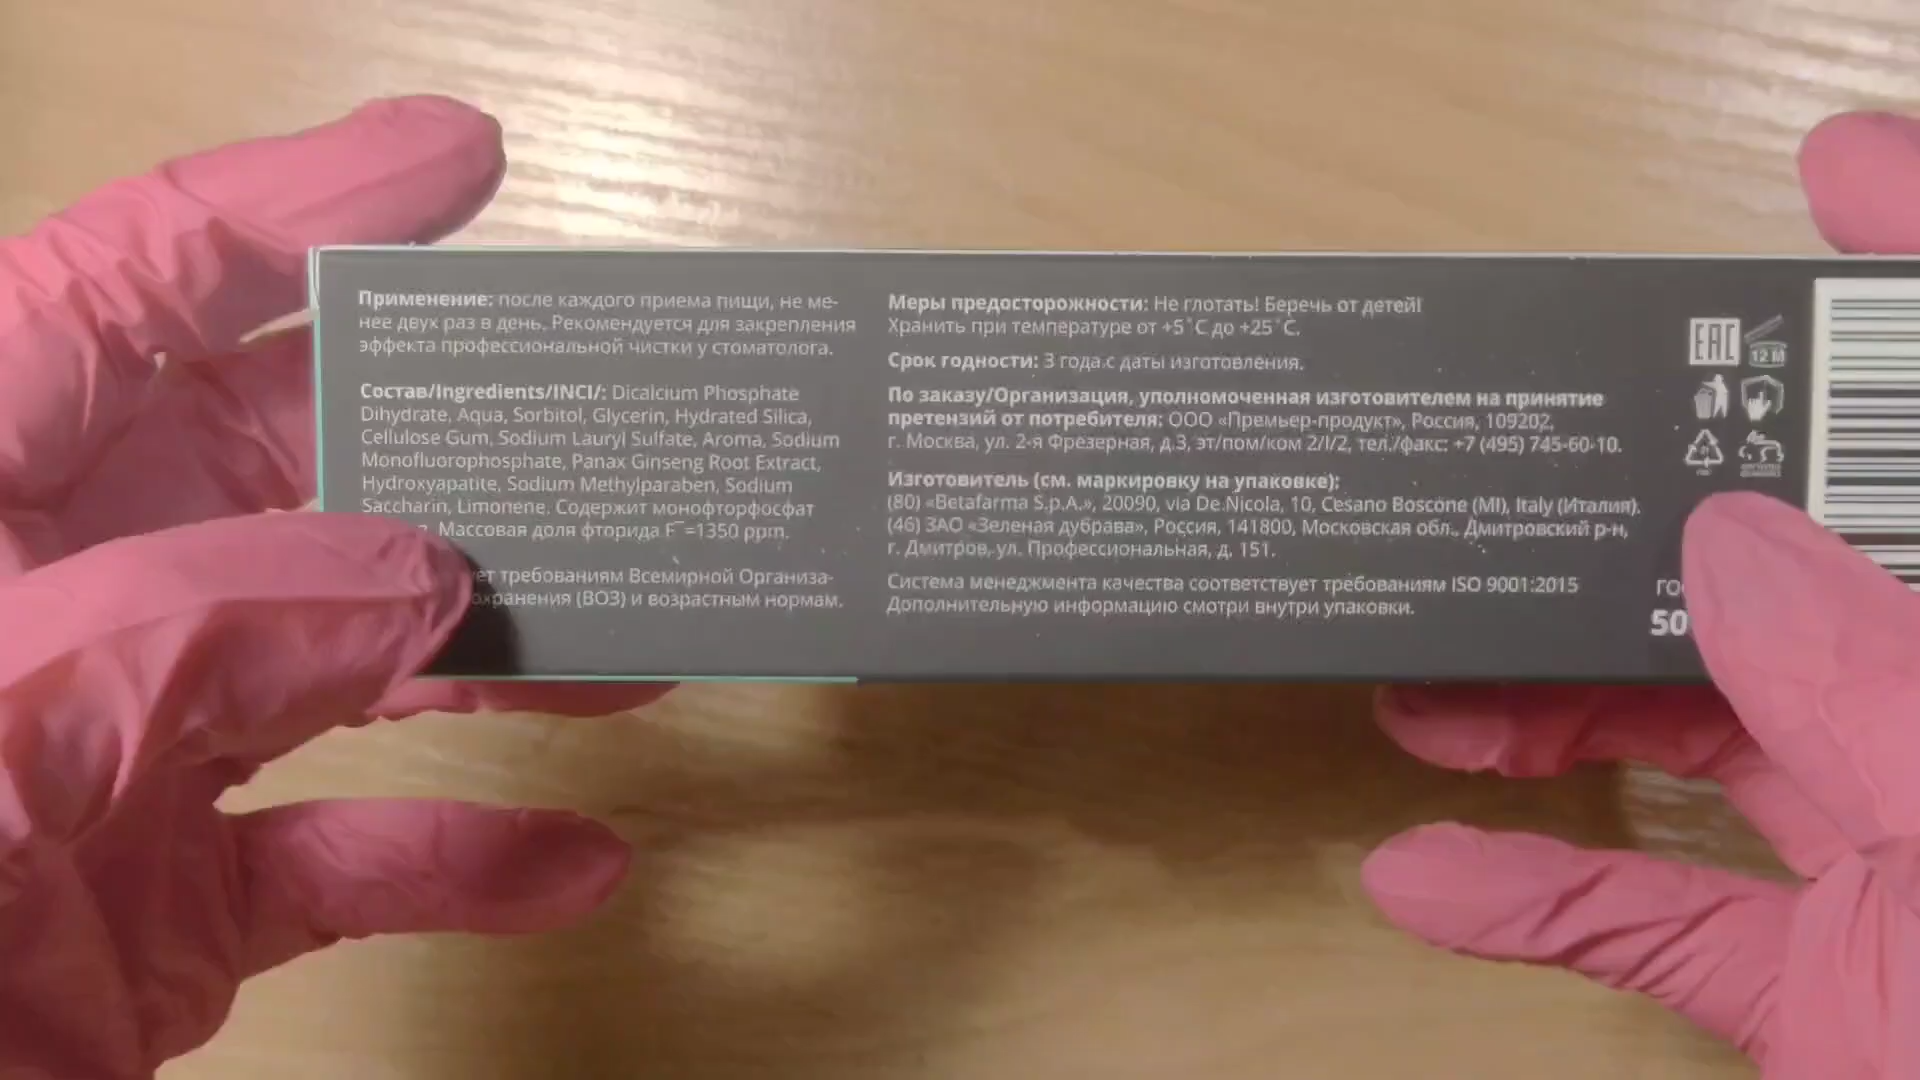 Применение: после каждого приема пищи, не ме-
нее двух раз в день. Рекомендуется для закрепления
эффекта профессиональной чистки у стоматолога.
Состав/Ingredients/INCI/: Dicalcium Phosphate
Dihydrate, Aqua, Sorbitol, Glycerin, Hydrated Silica,
Cellulose Gum, Sodium Lauryl Sulfate, Aroma, Sodium
Monofluorophosphate, Panax Ginseng Root Extract,
Hydroxyapatite, Sodium Methylparaben, Sodium
Saccharin, Limonene. Содержит монофторфосфат
Массовая доля фторида F⁻=1350 ppm.
требованиям Всемирной Организа-
(ВОЗ) и возрастным нормам.
Меры предосторожности: Не глотать! Беречь от детей!
Хранить при температуре от +5˚C до +25˚C.
Срок годности: 3 года с даты изготовления.
По заказу/Организация, уполномоченная изготовителем на принятие
претензий от потребителя: ООО «Премьер-продукт», Россия, 109202,
г. Москва, ул. 2-я Фрезерная, д.3, эт/пом/ком 2/I/2, тел./факс: +7 (495) 745-60-10.
Изготовитель (см. маркировку на упаковке):
(80) «Betafarma S.p.A.», 20090, via De Nicola, 10, Cesano Boscone (MI), Italy (Италия).
(46) ЗАО «Зеленая дубрава», Россия, 141800, Московская обл., Дмитровский р-н,
г. Дмитров, ул. Профессиональная, д. 151.
Система менеджмента качества соответствует требованиям ISO 9001:2015
Дополнительную информацию смотри внутри упаковки.
EAC
12 M
50